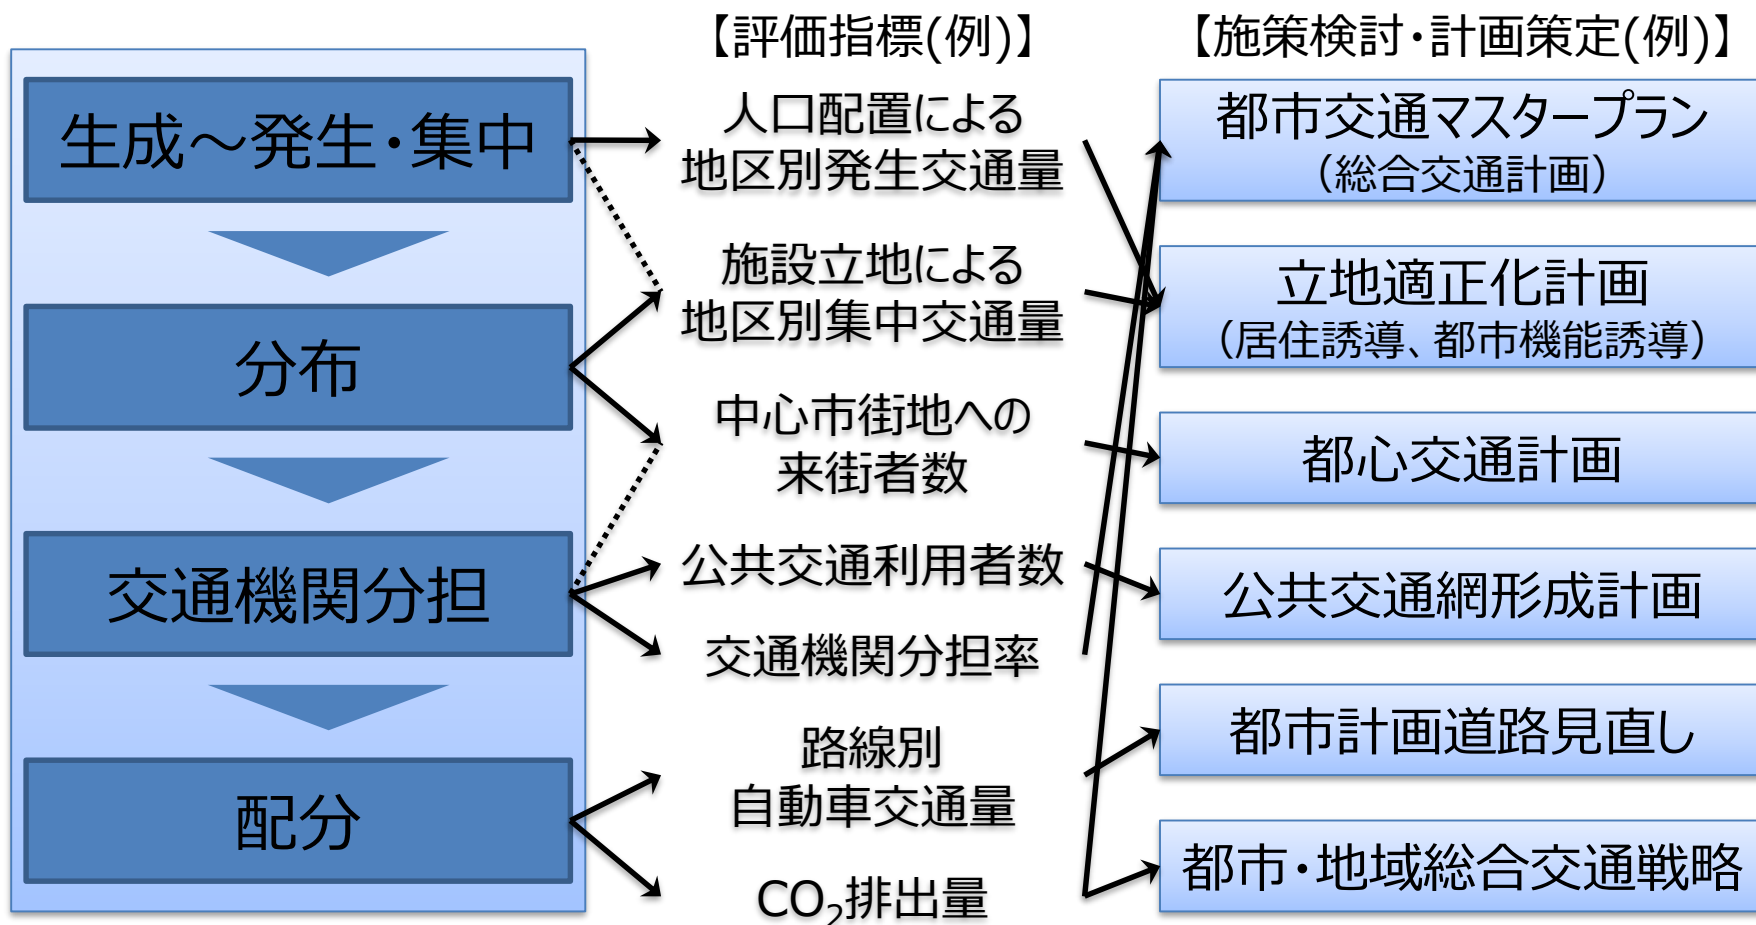 【評価指標(例)】
【施策検討・計画策定(例)】
生成～発生・集中
分布
交通機関分担
配分
人口配置による
地区別発生交通量
施設立地による
地区別集中交通量
中心市街地への
来街者数
公共交通利用者数
交通機関分担率
路線別
自動車交通量
CO₂排出量
都市交通マスタープラン
（総合交通計画）
立地適正化計画
（居住誘導、都市機能誘導）
都心交通計画
公共交通網形成計画
都市計画道路見直し
都市・地域総合交通戦略